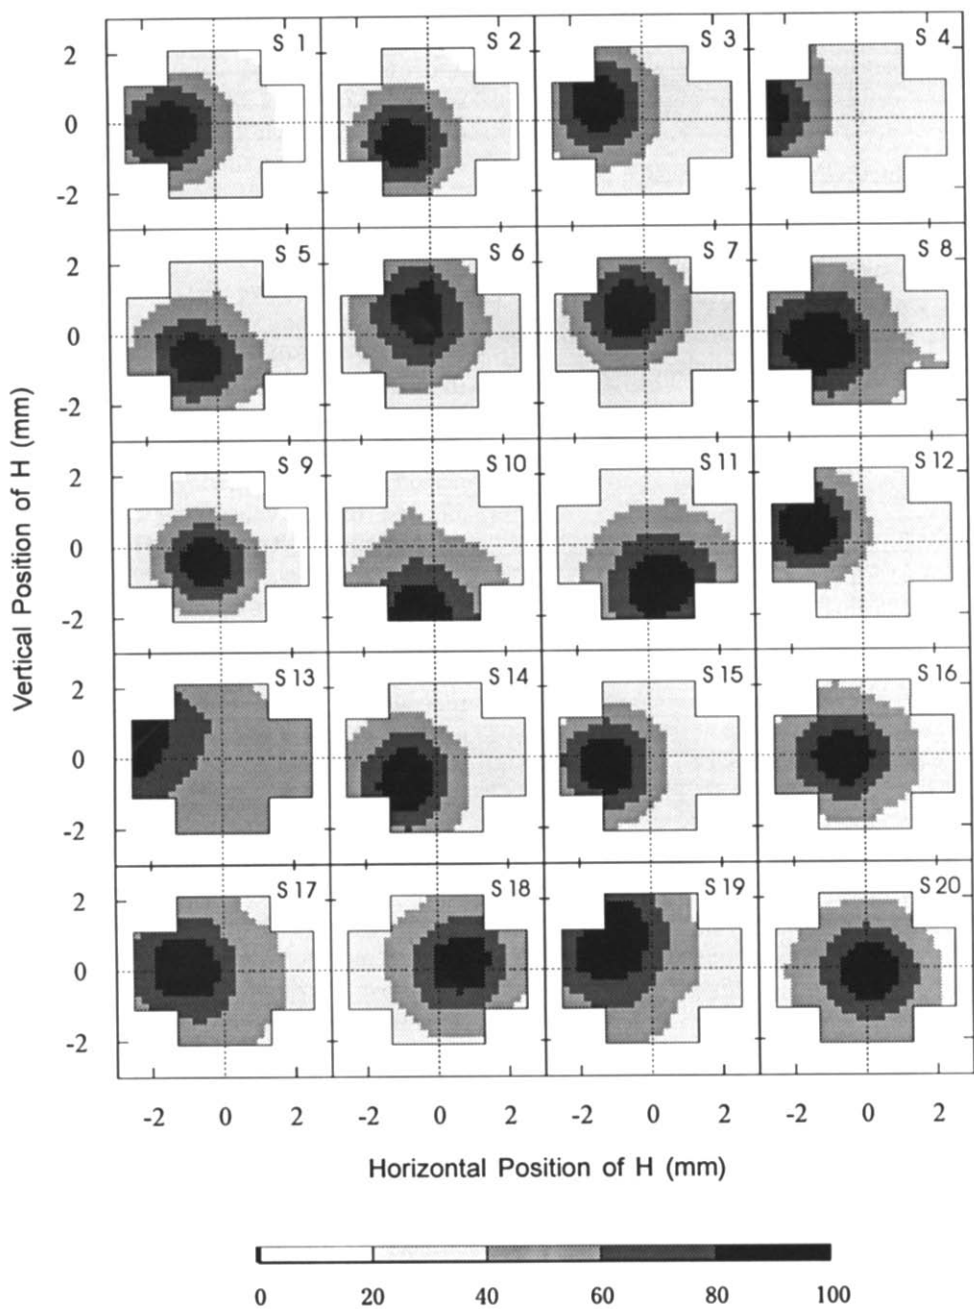 S 1 S 2 S 3 S 4
2
0
-2
S 5 S 6 S 7 S 8
2
0
-2
S 9 S 10 S 11 S 12
2
0
-2
S 13 S 14 S 15 S 16
2
0
-2
S 17 S 18 S 19 S 20
2
0
-2
-2 0 2 -2 0 2 -2 0 2 -2 0 2
Vertical Position of H (mm)
Horizontal Position of H (mm)
0 20 40 60 80 100